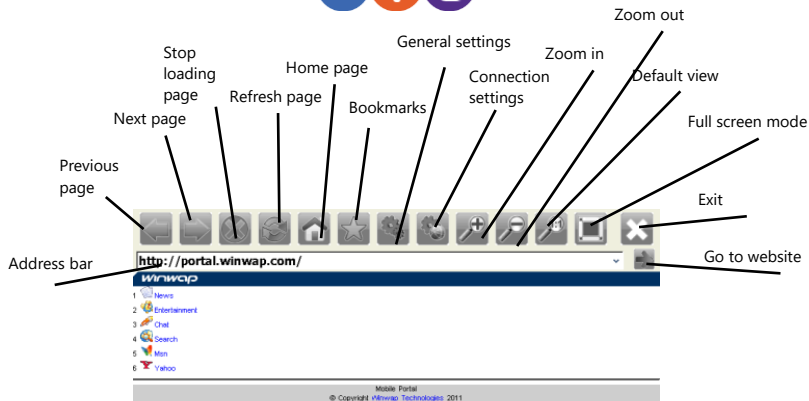 Zoom out
General settings
Stop
loading
page
Zoom in
Home page
Connection
settings
Default view
Refresh page
Bookmarks
Next page
Full screen mode
Previous
page
Exit
1:1
Address bar
http://portal.winwap.com/
Go to website
winwap
1 News
2 Entertainment
3 Chat
4 Search
5 Msn
6 Yahoo
Mobile Portal
© Copyright Winwap Technologies 2011